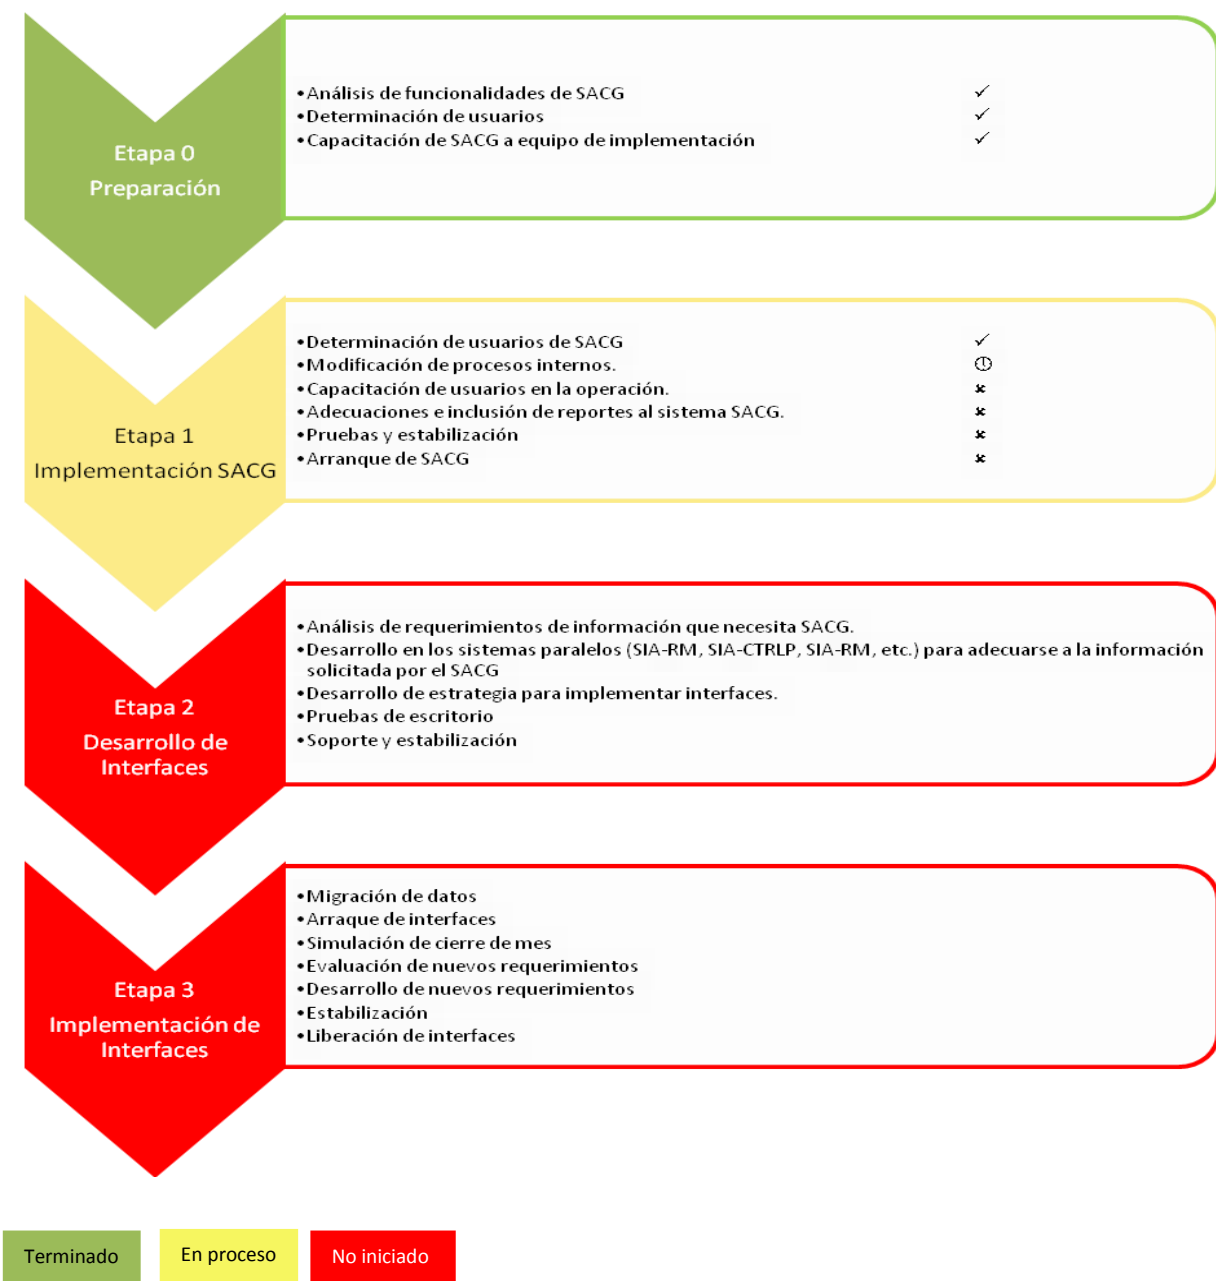 Etapa 0
Preparación
•Análisis de funcionalidades de SACG ✓
•Determinación de usuarios ✓
•Capacitación de SACG a equipo de implementación ✓
Etapa 1
Implementación SACG
•Determinación de usuarios de SACG ✓
•Modificación de procesos internos.
•Capacitación de usuarios en la operación. ✖
•Adecuaciones e inclusión de reportes al sistema SACG. ✖
•Pruebas y estabilización ✖
•Arranque de SACG ✖
Etapa 2
Desarrollo de
Interfaces
•Análisis de requerimientos de información que necesita SACG.
•Desarrollo en los sistemas paralelos (SIA-RM, SIA-CTRLP, SIA-RM, etc.) para adecuarse a la información
solicitada por el SACG
•Desarrollo de estrategia para implementar interfaces.
•Pruebas de escritorio
•Soporte y estabilización
Etapa 3
Implementación de
Interfaces
•Migración de datos
•Arraque de interfaces
•Simulación de cierre de mes
•Evaluación de nuevos requerimientos
•Desarrollo de nuevos requerimientos
•Estabilización
•Liberación de interfaces
Terminado
En proceso
No iniciado